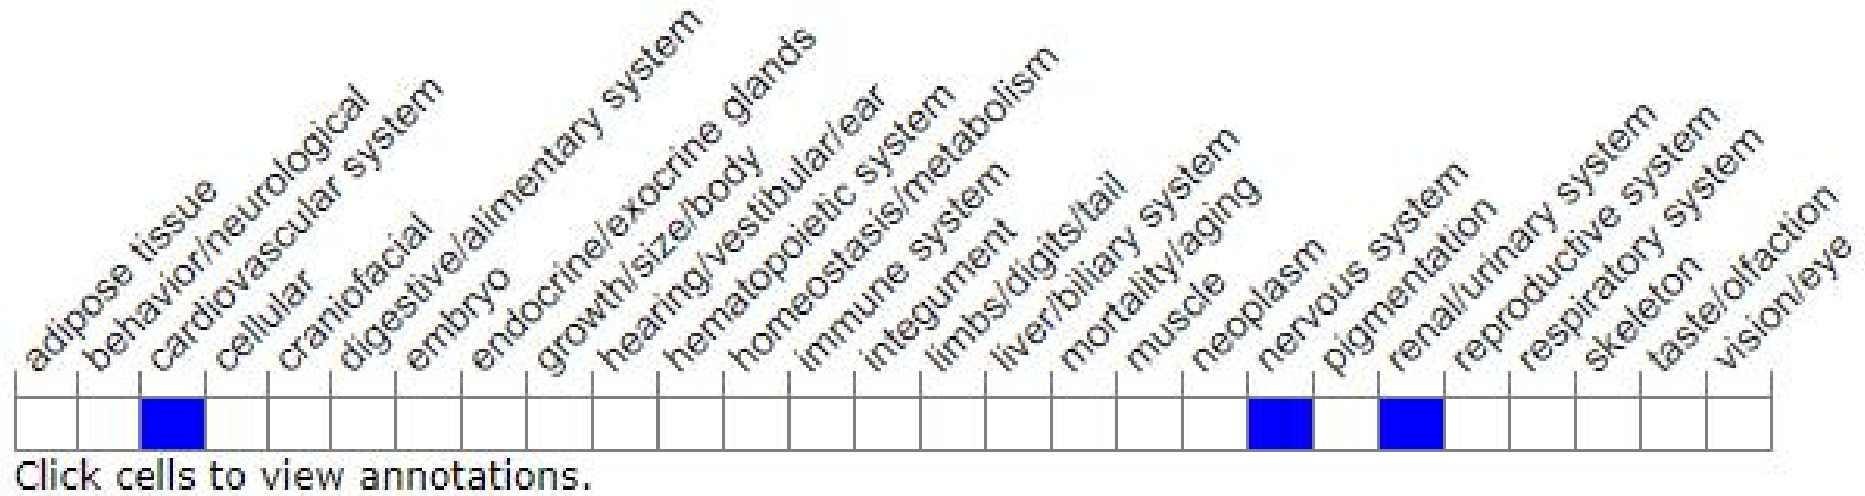 adipose tissue
behavior/neurological
cardiovascular system
cellular
craniofacial
digestive/alimentary system
embryo
endocrine/exocrine glands
growth/size/body
hearing/vestibular/ear
hematopoietic system
homeostasis/metabolism
immune system
integument
limbs/digits/tail
liver/biliary system
mortality/aging
muscle
neoplasm
nervous system
pigmentation
renal/urinary system
reproductive system
respiratory system
skeleton
taste/olfaction
vision/eye
Click cells to view annotations.